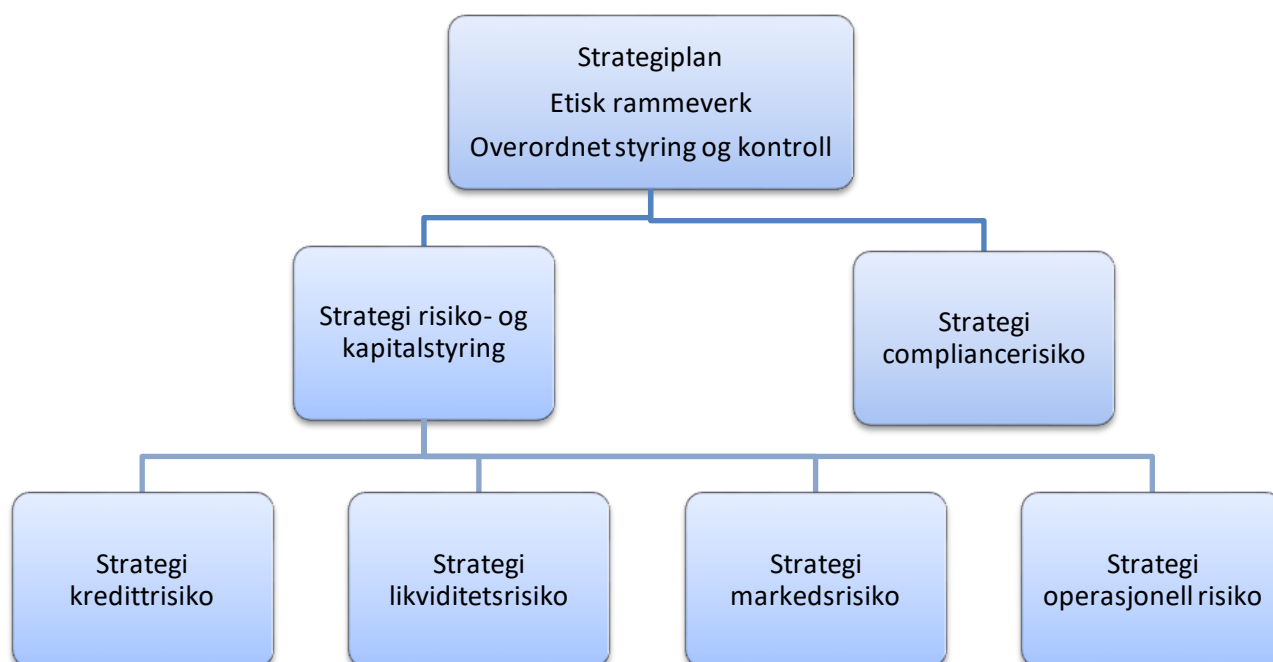 Strategiplan
Etisk rammeverk
Overordnet styring og kontroll
Strategi risiko- og
kapitalstyring
Strategi
compliancerisiko
Strategi
kredittrisiko
Strategi
likviditetsrisiko
Strategi
markedsrisiko
Strategi
operasjonell risiko